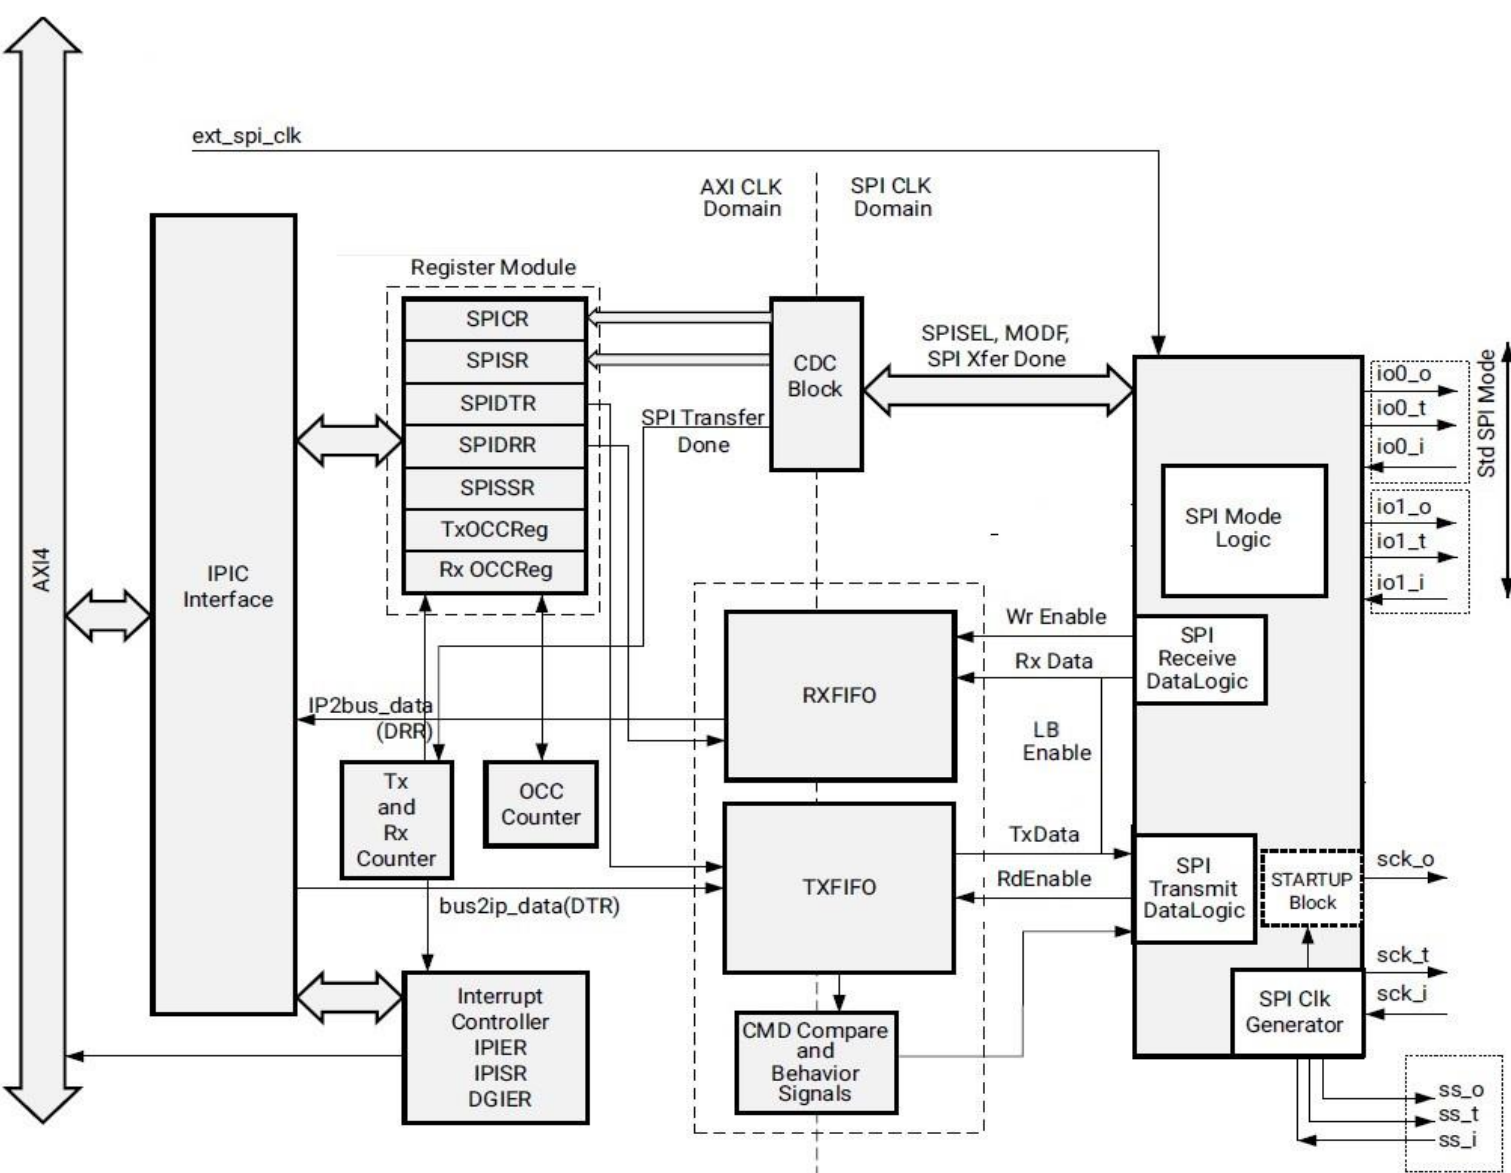 ext_spi_clk
AXI CLK
Domain
SPI CLK
Domain
Register Module
SPICR
SPISR
SPIDTR
SPIDRR
SPISSR
TxOCCReg
Rx OCCReg
CDC
Block
SPISEL, MODF,
SPI Xfer Done
SPI Transfer
Done
io0_o
io0_t
io0_i
io1_o
io1_t
io1_i
Std SPI Mode
SPI Mode
Logic
AXI4
IPIC
Interface
Wr Enable
Rx Data
SPI
Receive
DataLogic
RXFIFO
IP2bus_data
(DRR)
LB
Enable
Tx
and
Rx
Counter
OCC
Counter
TxData
RdEnable
TXFIFO
SPI
Transmit
DataLogic
STARTUP
Block
sck_o
bus2ip_data(DTR)
sck_t
sck_i
SPI Clk
Generator
Interrupt
Controller
IPIER
IPISR
DGIER
CMD Compare
and
Behavior
Signals
ss_o
ss_t
ss_i